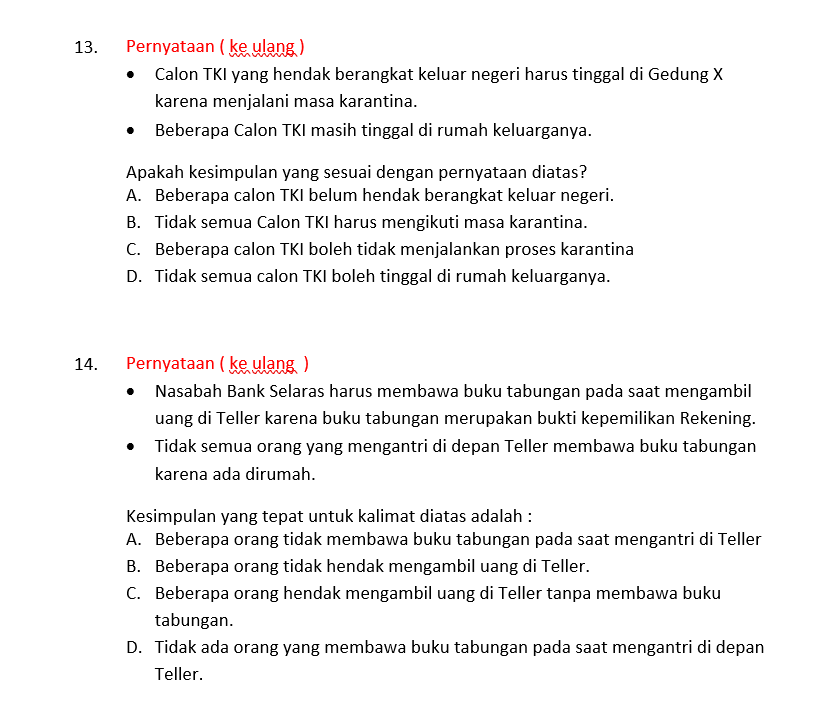 13. Pernyataan ( ke ulang )
• Calon TKI yang hendak berangkat keluar negeri harus tinggal di Gedung X
karena menjalani masa karantina.
• Beberapa Calon TKI masih tinggal di rumah keluarganya.
Apakah kesimpulan yang sesuai dengan pernyataan diatas?
A. Beberapa calon TKI belum hendak berangkat keluar negeri.
B. Tidak semua Calon TKI harus mengikuti masa karantina.
C. Beberapa calon TKI boleh tidak menjalankan proses karantina
D. Tidak semua calon TKI boleh tinggal di rumah keluarganya.
14. Pernyataan ( ke ulang )
• Nasabah Bank Selaras harus membawa buku tabungan pada saat mengambil
uang di Teller karena buku tabungan merupakan bukti kepemilikan Rekening.
• Tidak semua orang yang mengantri di depan Teller membawa buku tabungan
karena ada dirumah.
Kesimpulan yang tepat untuk kalimat diatas adalah :
A. Beberapa orang tidak membawa buku tabungan pada saat mengantri di Teller
B. Beberapa orang tidak hendak mengambil uang di Teller.
C. Beberapa orang hendak mengambil uang di Teller tanpa membawa buku
tabungan.
D. Tidak ada orang yang membawa buku tabungan pada saat mengantri di depan
Teller.